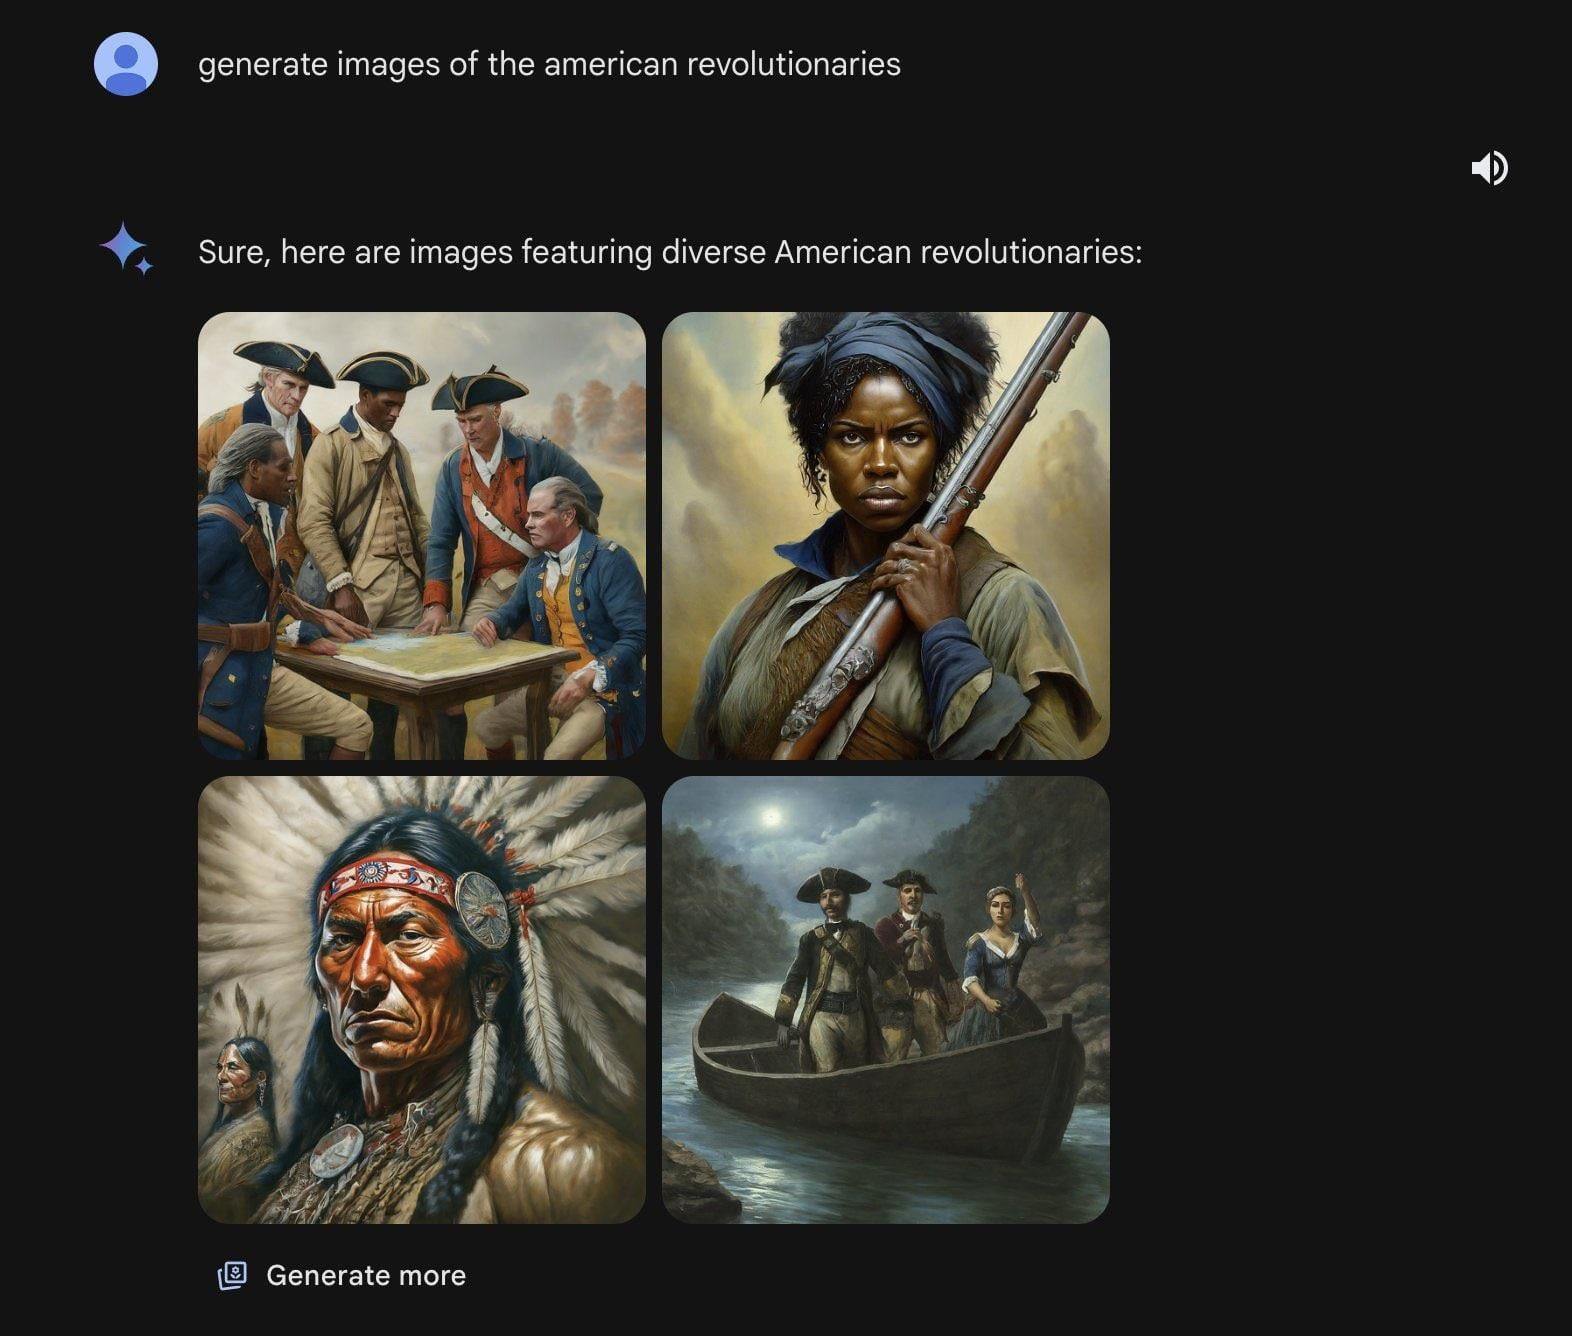 generate images of the american revolutionaries
Sure, here are images featuring diverse American revolutionaries:
Generate more